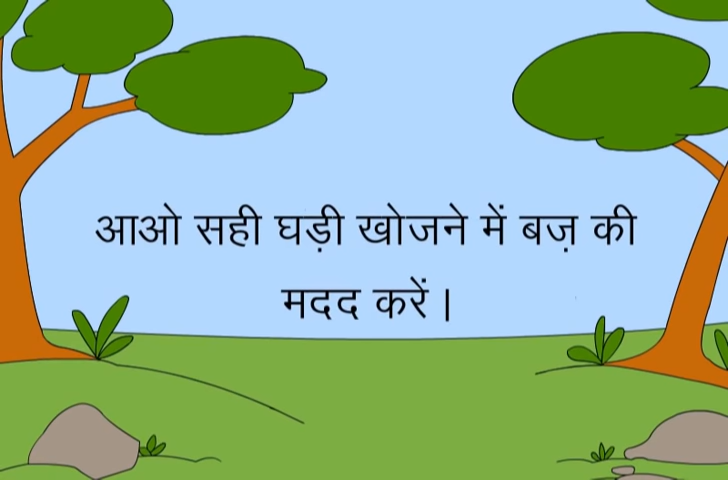 आओ सही घड़ी खोजने में बज़ की
मदद करें |